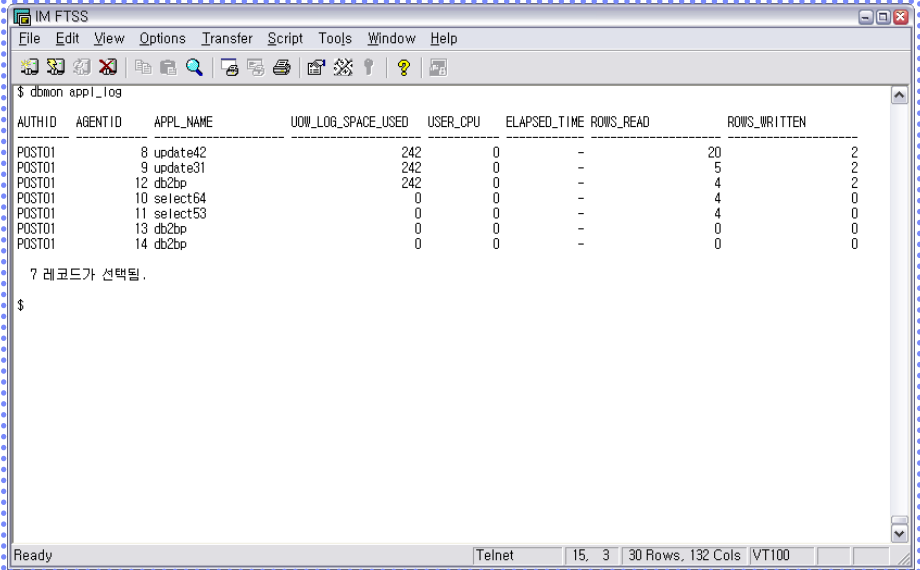 IM FTSS
File Edit View Options Transfer Script Tools Window Help
$ dbmon appl_log
AUTHID AGENTID APPL_NAME UOW_LOG_SPACE_USED USER_CPU ELAPSED_TIME ROWS_READ ROWS_WRITTEN
-------- ----------- -------------------- -------------------- ----------- ------------ -------------------- --------------------
POST01 8 update42 242 0 - 20 2
POST01 9 update31 242 0 - 5 2
POST01 12 db2bp 242 0 - 4 2
POST01 10 select64 0 0 - 4 0
POST01 11 select53 0 0 - 4 0
POST01 13 db2bp 0 0 - 0 0
POST01 14 db2bp 0 0 - 0 0
7 레코드가 선택됨.
$
Ready Telnet 15, 3 30 Rows, 132 Cols VT100